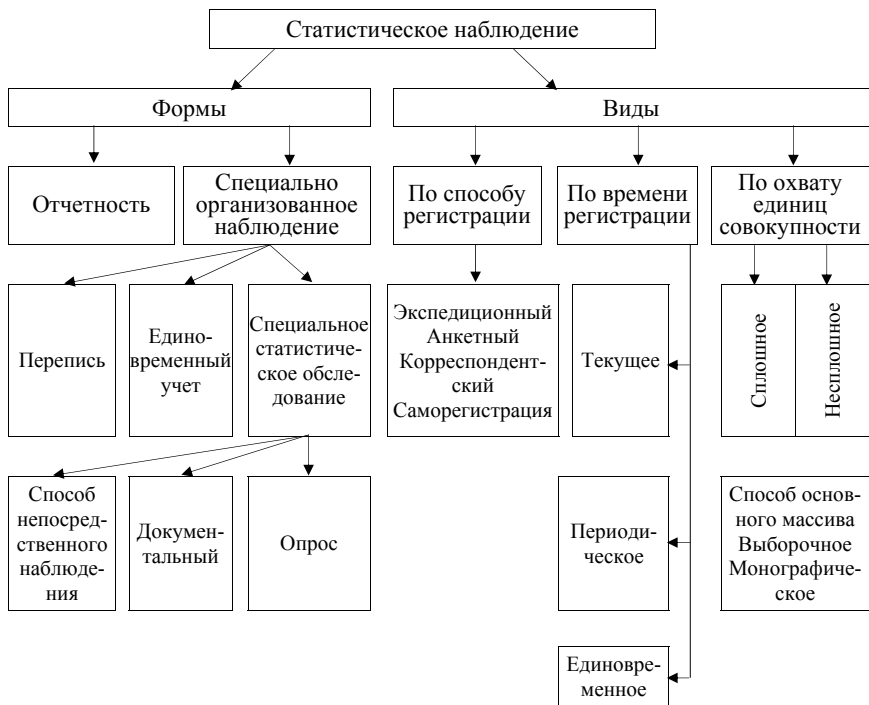 Статистическое наблюдение
Формы
Виды
Отчетность
Специально
организованное
наблюдение
По способу
регистрации
По времени
регистрации
По охвату
единиц
совокупности
Перепись
Едино-
временный
учет
Специальное
статистиче-
ское обсле-
дование
Экспедиционный
Анкетный
Корреспондент-
ский
Саморегистрация
Текущее
Сплошное
Несплошное
Способ
непосред-
ственного
наблюде-
ния
Докумен-
тальный
Опрос
Периоди-
ческое
Способ основ-
ного массива
Выборочное
Монографиче-
ское
Единовре-
менное